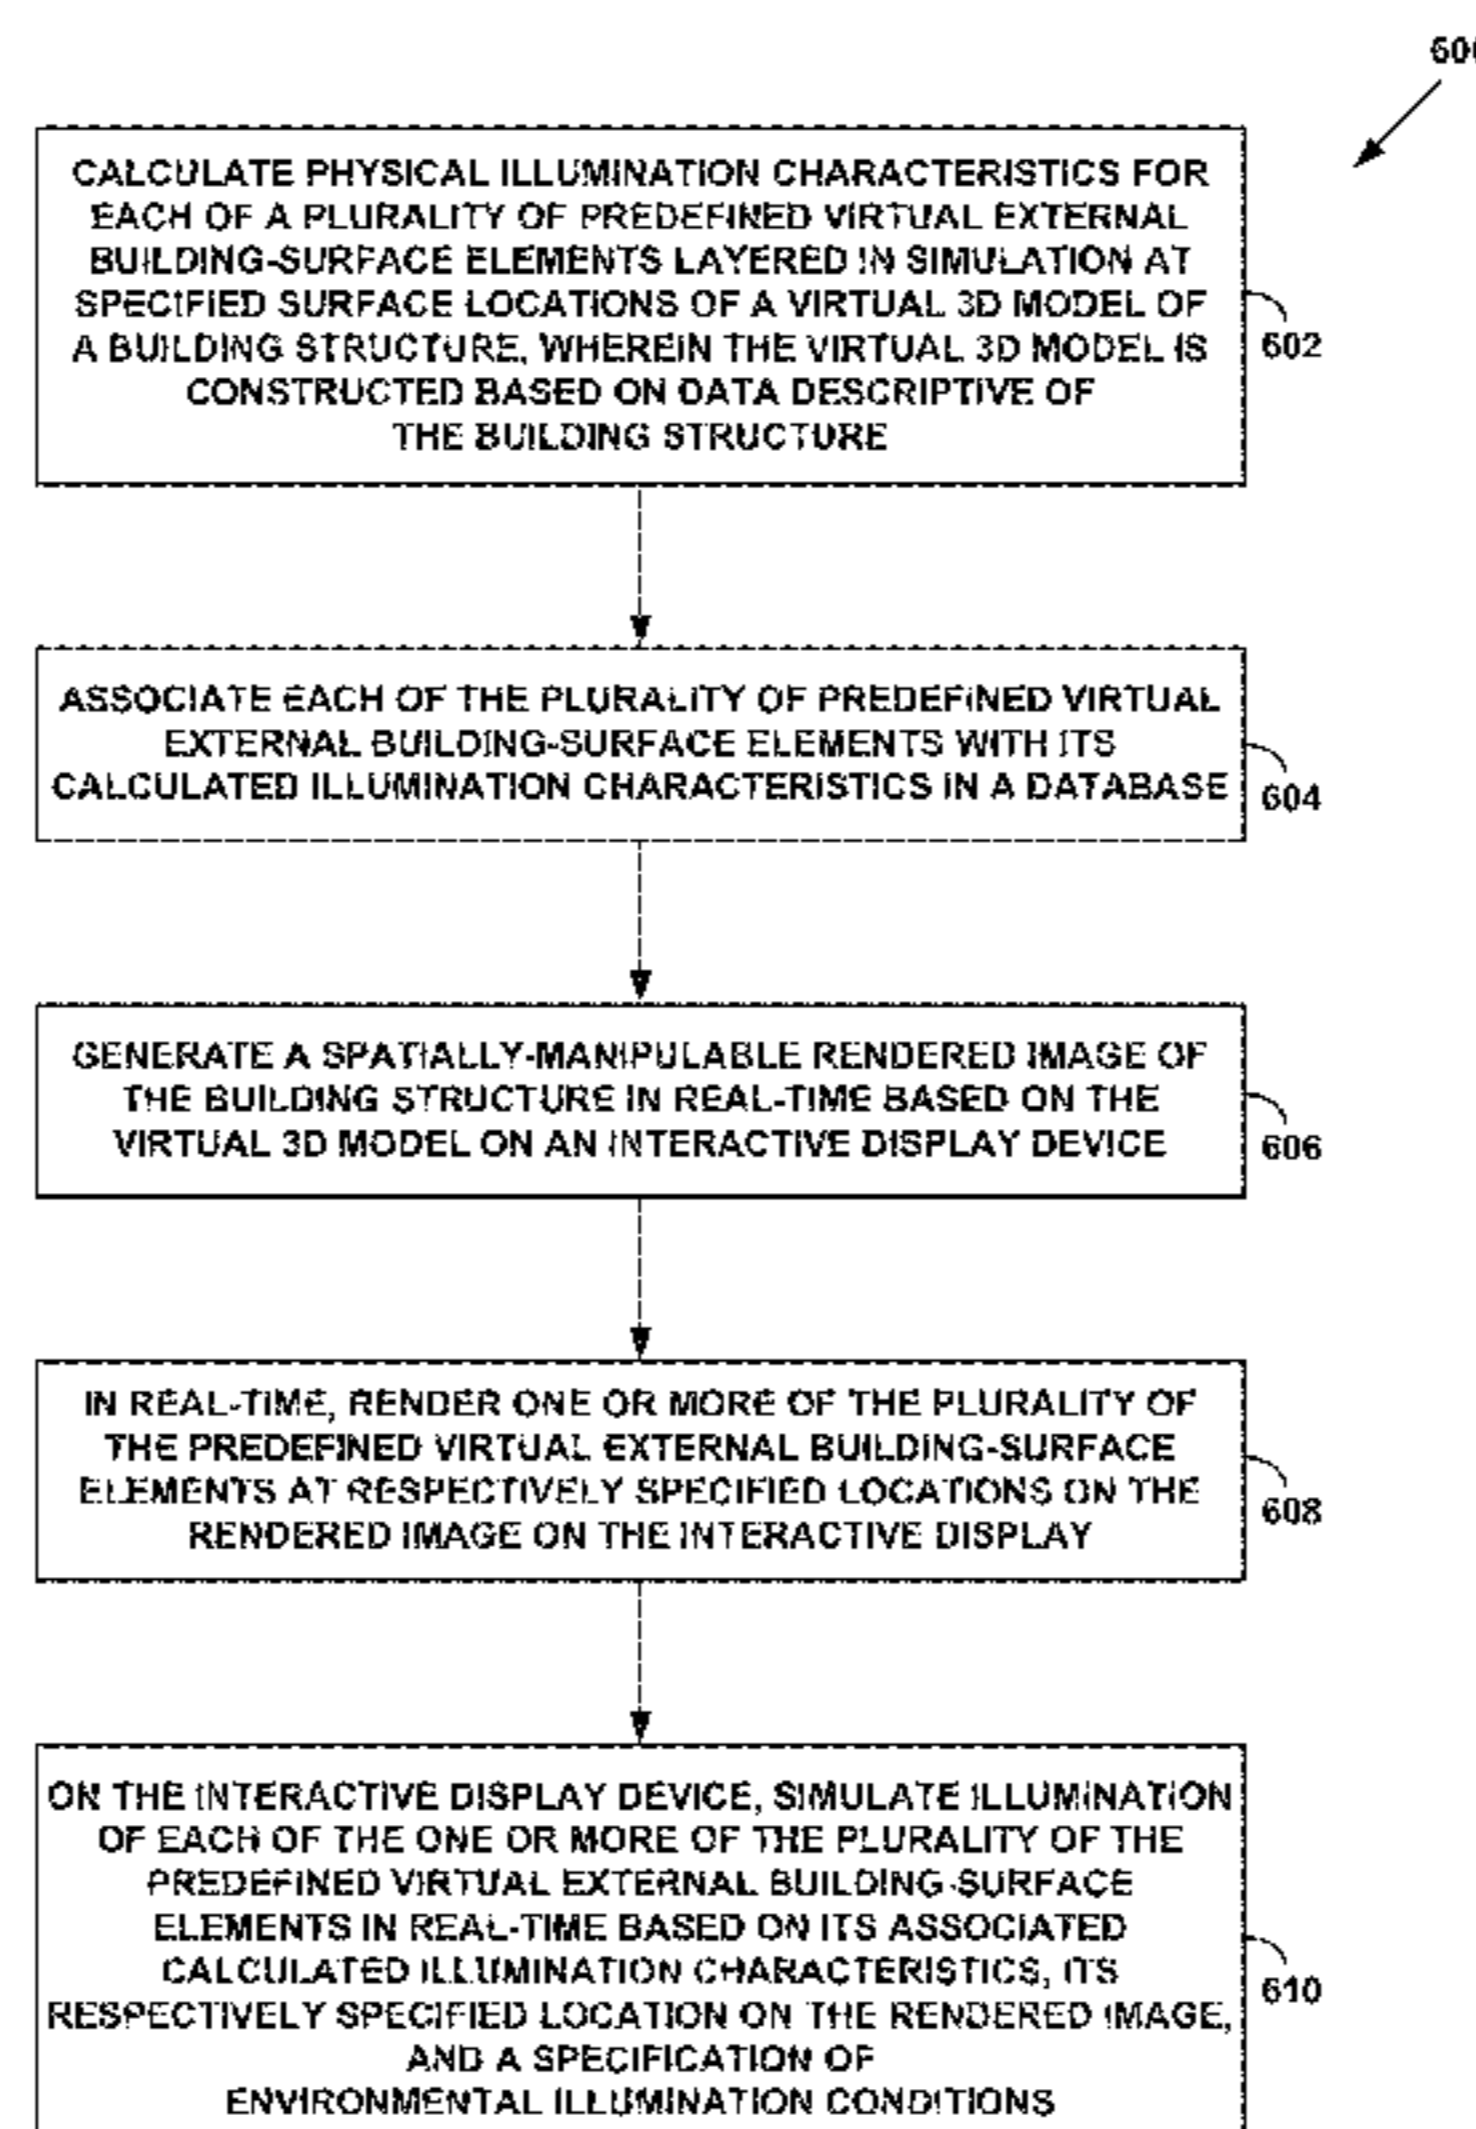 600
CALCULATE PHYSICAL ILLUMINATION CHARACTERISTICS FOR
EACH OF A PLURALITY OF PREDEFINED VIRTUAL EXTERNAL
BUILDING-SURFACE ELEMENTS LAYERED IN SIMULATION AT
SPECIFIED SURFACE LOCATIONS OF A VIRTUAL 3D MODEL OF
A BUILDING STRUCTURE, WHEREIN THE VIRTUAL 3D MODEL IS
CONSTRUCTED BASED ON DATA DESCRIPTIVE OF
THE BUILDING STRUCTURE
602
ASSOCIATE EACH OF THE PLURALITY OF PREDEFINED VIRTUAL
EXTERNAL BUILDING-SURFACE ELEMENTS WITH ITS
CALCULATED ILLUMINATION CHARACTERISTICS IN A DATABASE
604
GENERATE A SPATIALLY-MANIPULABLE RENDERED IMAGE OF
THE BUILDING STRUCTURE IN REAL-TIME BASED ON THE
VIRTUAL 3D MODEL ON AN INTERACTIVE DISPLAY DEVICE
606
IN REAL-TIME, RENDER ONE OR MORE OF THE PLURALITY OF
THE PREDEFINED VIRTUAL EXTERNAL BUILDING-SURFACE
ELEMENTS AT RESPECTIVELY SPECIFIED LOCATIONS ON THE
RENDERED IMAGE ON THE INTERACTIVE DISPLAY
608
ON THE INTERACTIVE DISPLAY DEVICE, SIMULATE ILLUMINATION
OF EACH OF THE ONE OR MORE OF THE PLURALITY OF THE
PREDEFINED VIRTUAL EXTERNAL BUILDING-SURFACE
ELEMENTS IN REAL-TIME BASED ON ITS ASSOCIATED
CALCULATED ILLUMINATION CHARACTERISTICS, ITS
RESPECTIVELY SPECIFIED LOCATION ON THE RENDERED IMAGE,
AND A SPECIFICATION OF
ENVIRONMENTAL ILLUMINATION CONDITIONS
610